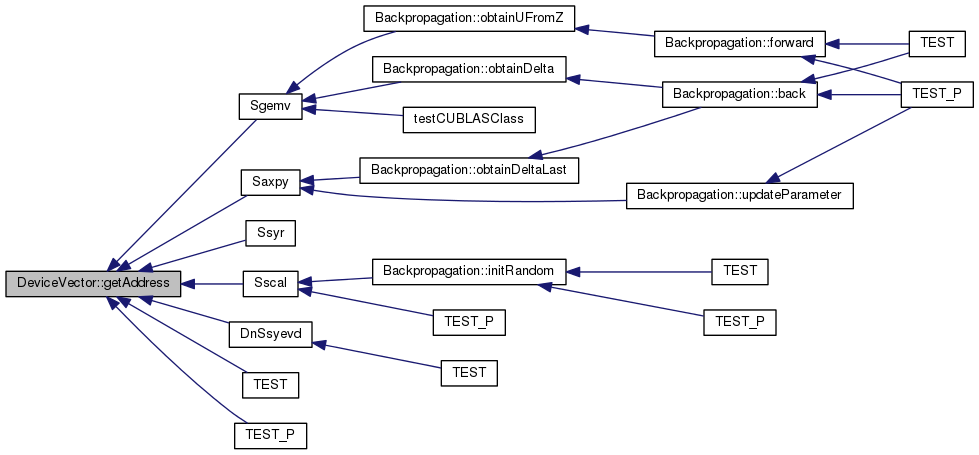 Backpropagation::obtainUFromZ
Backpropagation::forward
TEST
Backpropagation::obtainDelta
Backpropagation::back
TEST_P
Sgemv
testCUBLASClass
Saxpy
Backpropagation::obtainDeltaLast
Backpropagation::updateParameter
Ssyr
DeviceVector::getAddress
Sscal
Backpropagation::initRandom
TEST
TEST_P
TEST_P
DnSsyevd
TEST
TEST
TEST_P